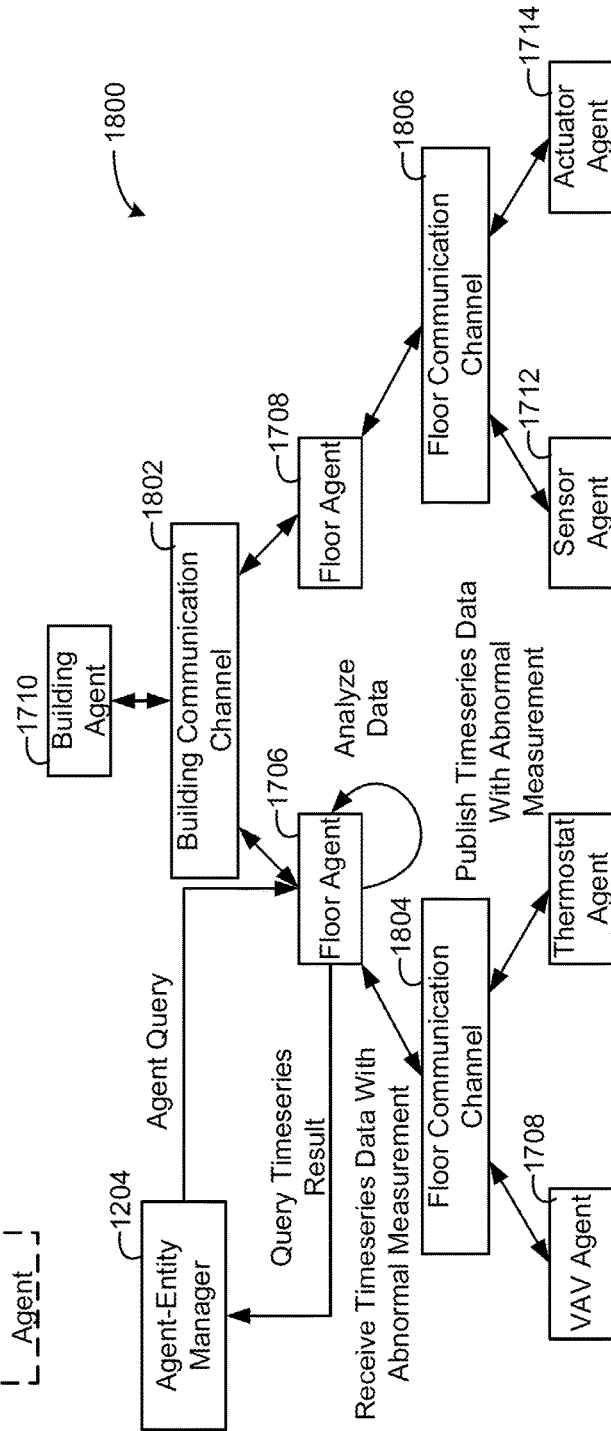 Agent
1800
1710
Building
Agent
1802
Building Communication
Channel
1204
Agent-Entity
Manager
Agent Query
Query Timeseries
Result
1706
Floor Agent
Analyze
Data
1708
Floor Agent
Receive Timeseries Data With
Abnormal Measurement
1804
Floor Communication
Channel
Publish Timeseries Data
With Abnormal
Measurement
1806
Floor Communication
Channel
1708
VAV Agent
Thermostat
Agent
1712
Sensor
Agent
1714
Actuator
Agent